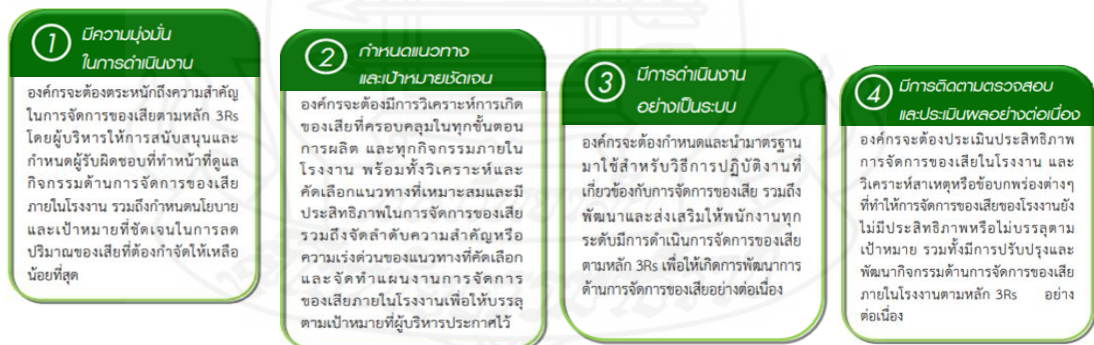 1 มีความมุ่งมั่น
ในการดำเนินงาน
องค์กรจะต้องตระหนักถึงความสำคัญ
ในการจัดการของเสียตามหลัก 3Rs
โดยผู้บริหารให้การสนับสนุนและ
กำหนดผู้รับผิดชอบที่ทำหน้าที่ดูแล
กิจกรรมด้านการจัดการของเสีย
ภายในโรงงาน รวมถึงกำหนดนโยบาย
และเป้าหมายที่ชัดเจนในการลด
ปริมาณของเสียที่ต้องกำจัดให้เหลือ
น้อยที่สุด
2 กำหนดแนวทาง
และเป้าหมายชัดเจน
องค์กรจะต้องมีการวิเคราะห์การเกิด
ของเสียที่ครอบคลุมในทุกขั้นตอน
การผลิต และทุกกิจกรรมภายใน
โรงงาน พร้อมทั้งวิเคราะห์และ
คัดเลือกแนวทางที่เหมาะสมและมี
ประสิทธิภาพในการจัดการของเสีย
รวมถึงจัดลำดับความสำคัญหรือ
ความเร่งด่วนของแนวทางที่คัดเลือก
และจัดทำแผนงานการจัดการ
ของเสียภายในโรงงานเพื่อให้บรรลุ
ตามเป้าหมายที่ผู้บริหารประกาศไว้
3 มีการดำเนินงาน
อย่างเป็นระบบ
องค์กรจะต้องกำหนดและนำมาตรฐาน
มาใช้สำหรับวิธีการปฏิบัติงานที่
เกี่ยวข้องกับการจัดการของเสีย รวมถึง
พัฒนาและส่งเสริมให้พนักงานทุก
ระดับมีการดำเนินการจัดการของเสีย
ตามหลัก 3Rs เพื่อให้เกิดการพัฒนาการ
ด้านการจัดการของเสียอย่างต่อเนื่อง
4 มีการติดตามตรวจสอบ
และประเมินผลอย่างต่อเนื่อง
องค์กรจะต้องประเมินประสิทธิภาพ
การจัดการของเสียในโรงงาน และ
วิเคราะห์สาเหตุหรือข้อบกพร่องต่างๆ
ที่ทำให้การจัดการของเสียของโรงงานยัง
ไม่มีประสิทธิภาพหรือไม่บรรลุตาม
เป้าหมาย รวมทั้งมีการปรับปรุงและ
พัฒนากิจกรรมด้านการจัดการของเสีย
ภายในโรงงานตามหลัก 3Rs อย่าง
ต่อเนื่อง